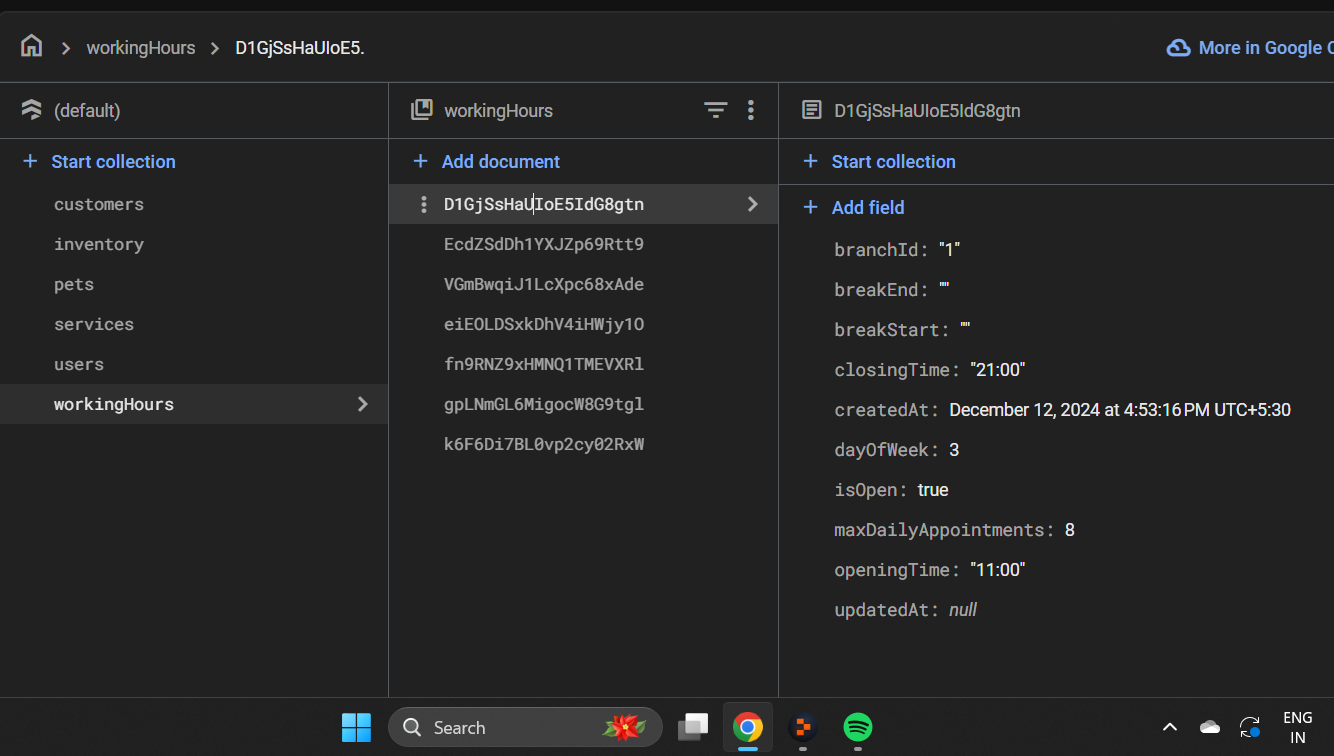 workingHours > D1GjSsHaUIoE5.
More in Google C
(default)
workingHours
D1GjSsHaUIoE5IdG8gtn
+ Start collection
customers
inventory
pets
services
users
workingHours
+ Add document
D1GjSsHaUIoE5IdG8gtn
EcdZSdDh1YXJZp69Rtt9
VGmBwqiJ1LcXpc68xAde
eiEOLDSxkDhV4iHWjy1O
fn9RNZ9xHMNQ1TMEVXRl
gpLNmGL6MigocW8G9tgl
k6F6Di7BL0vp2cy02RxW
+ Start collection
+ Add field
branchId: "1"
breakEnd: ""
breakStart: ""
closingTime: "21:00"
createdAt: December 12, 2024 at 4:53:16 PM UTC+5:30
dayOfWeek: 3
isOpen: true
maxDailyAppointments: 8
openingTime: "11:00"
updatedAt: null
Search
ENG
IN